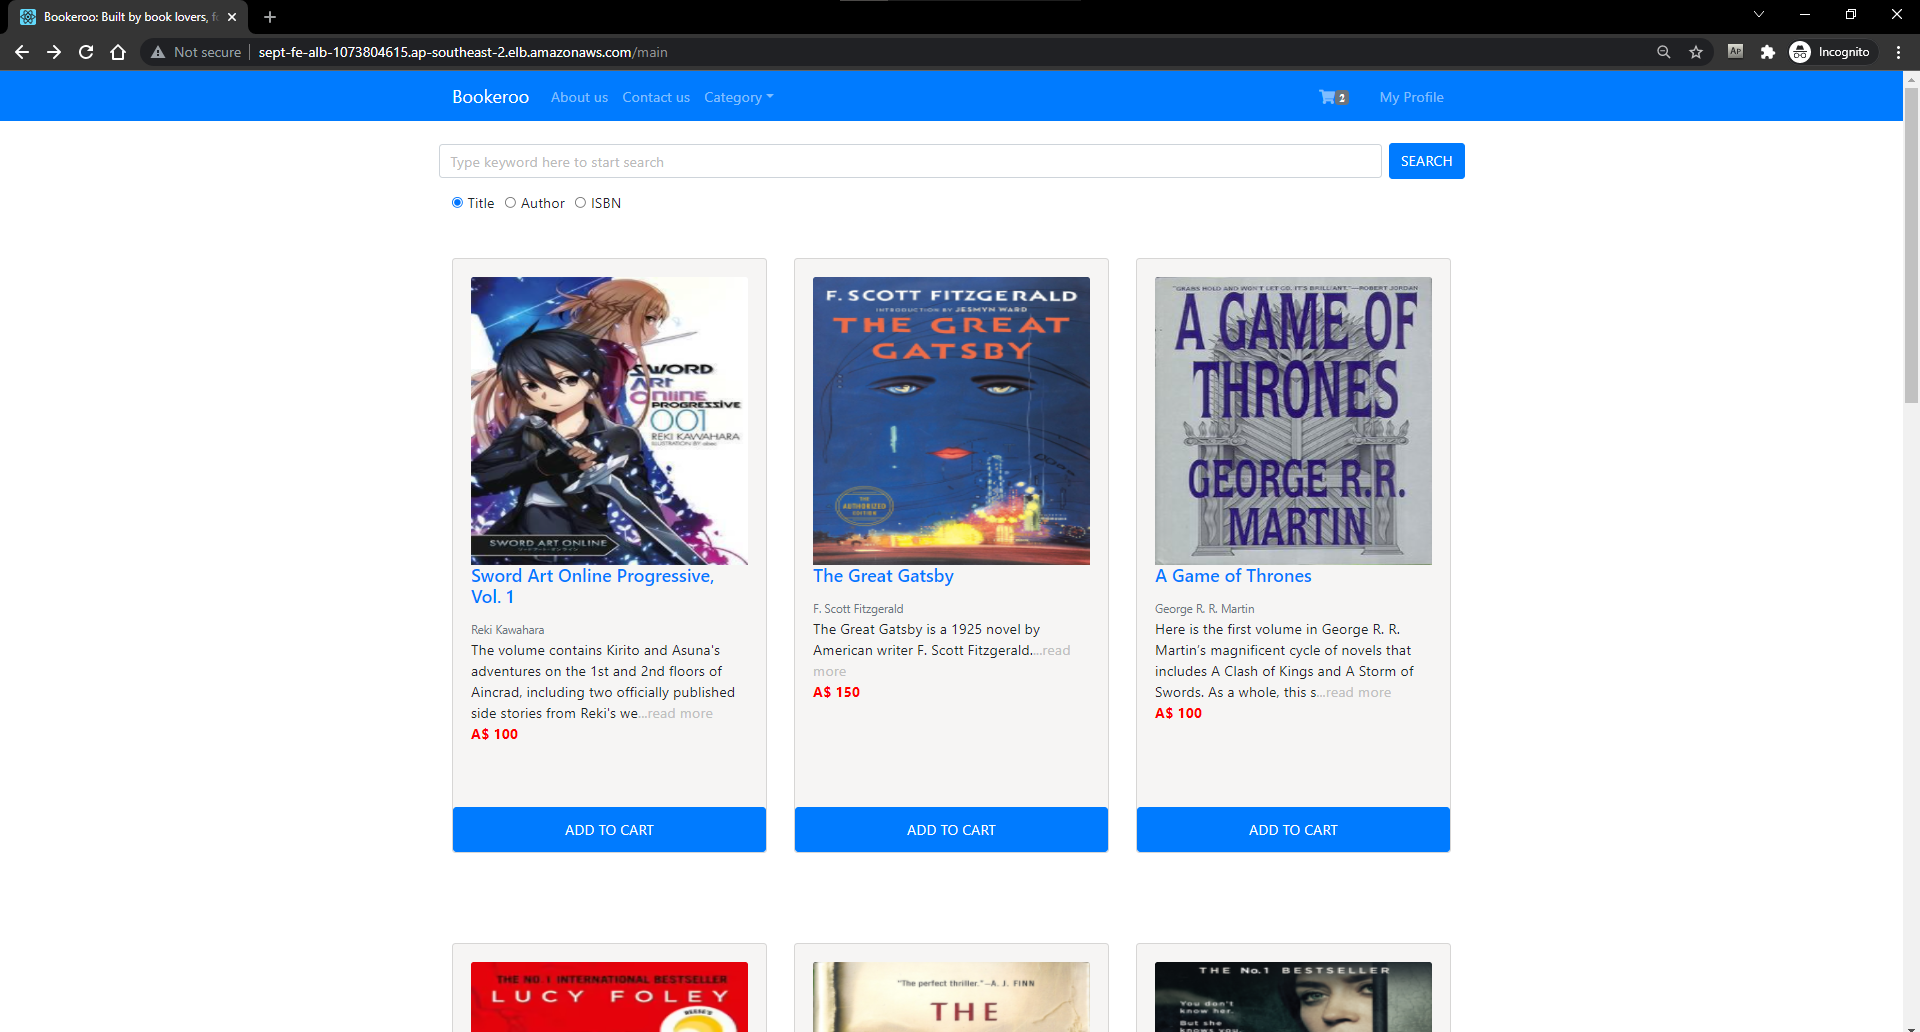 Bookeroo: Built by book lovers, f
Not secure
sept-fe-alb-1073804615.ap-southeast-2.elb.amazonaws.com/main
AP
Incognito
Bookeroo
About us
Contact us
Category
2
My Profile
Type keyword here to start search
SEARCH
Title
Author
ISBN
SWORD
ART
ONLINE
PROGRESSIVE
001
REKI KAWAHARA
ILLUSTRATION BY abec
SWORD ART ONLINE
Sword Art Online Progressive,
Vol. 1
Reki Kawahara
The volume contains Kirito and Asuna's
adventures on the 1st and 2nd floors of
Aincrad, including two officially published
side stories from Reki's we...read more
A$ 100
ADD TO CART
F. SCOTT FITZGERALD
INTRODUCTION BY JESMYN WARD
THE GREAT
GATSBY
THE
AUTHORIZED
EDITION
The Great Gatsby
F. Scott Fitzgerald
The Great Gatsby is a 1925 novel by
American writer F. Scott Fitzgerald....read
more
A$ 150
ADD TO CART
"GRABS HOLD AND WON'T LET GO. IT'S BRILLIANT."—ROBERT JORDAN
A GAME OF
THRONES
GEORGE R.R.
MARTIN
A Game of Thrones
George R. R. Martin
Here is the first volume in George R. R.
Martin’s magnificent cycle of novels that
includes A Clash of Kings and A Storm of
Swords. As a whole, this s...read more
A$ 100
ADD TO CART
THE NO.1 INTERNATIONAL BESTSELLER
LUCY FOLEY
"The perfect thriller."—A. J. FINN
THE
THE No.1 BESTSELLER
You don't
know her.
But she
knows you.